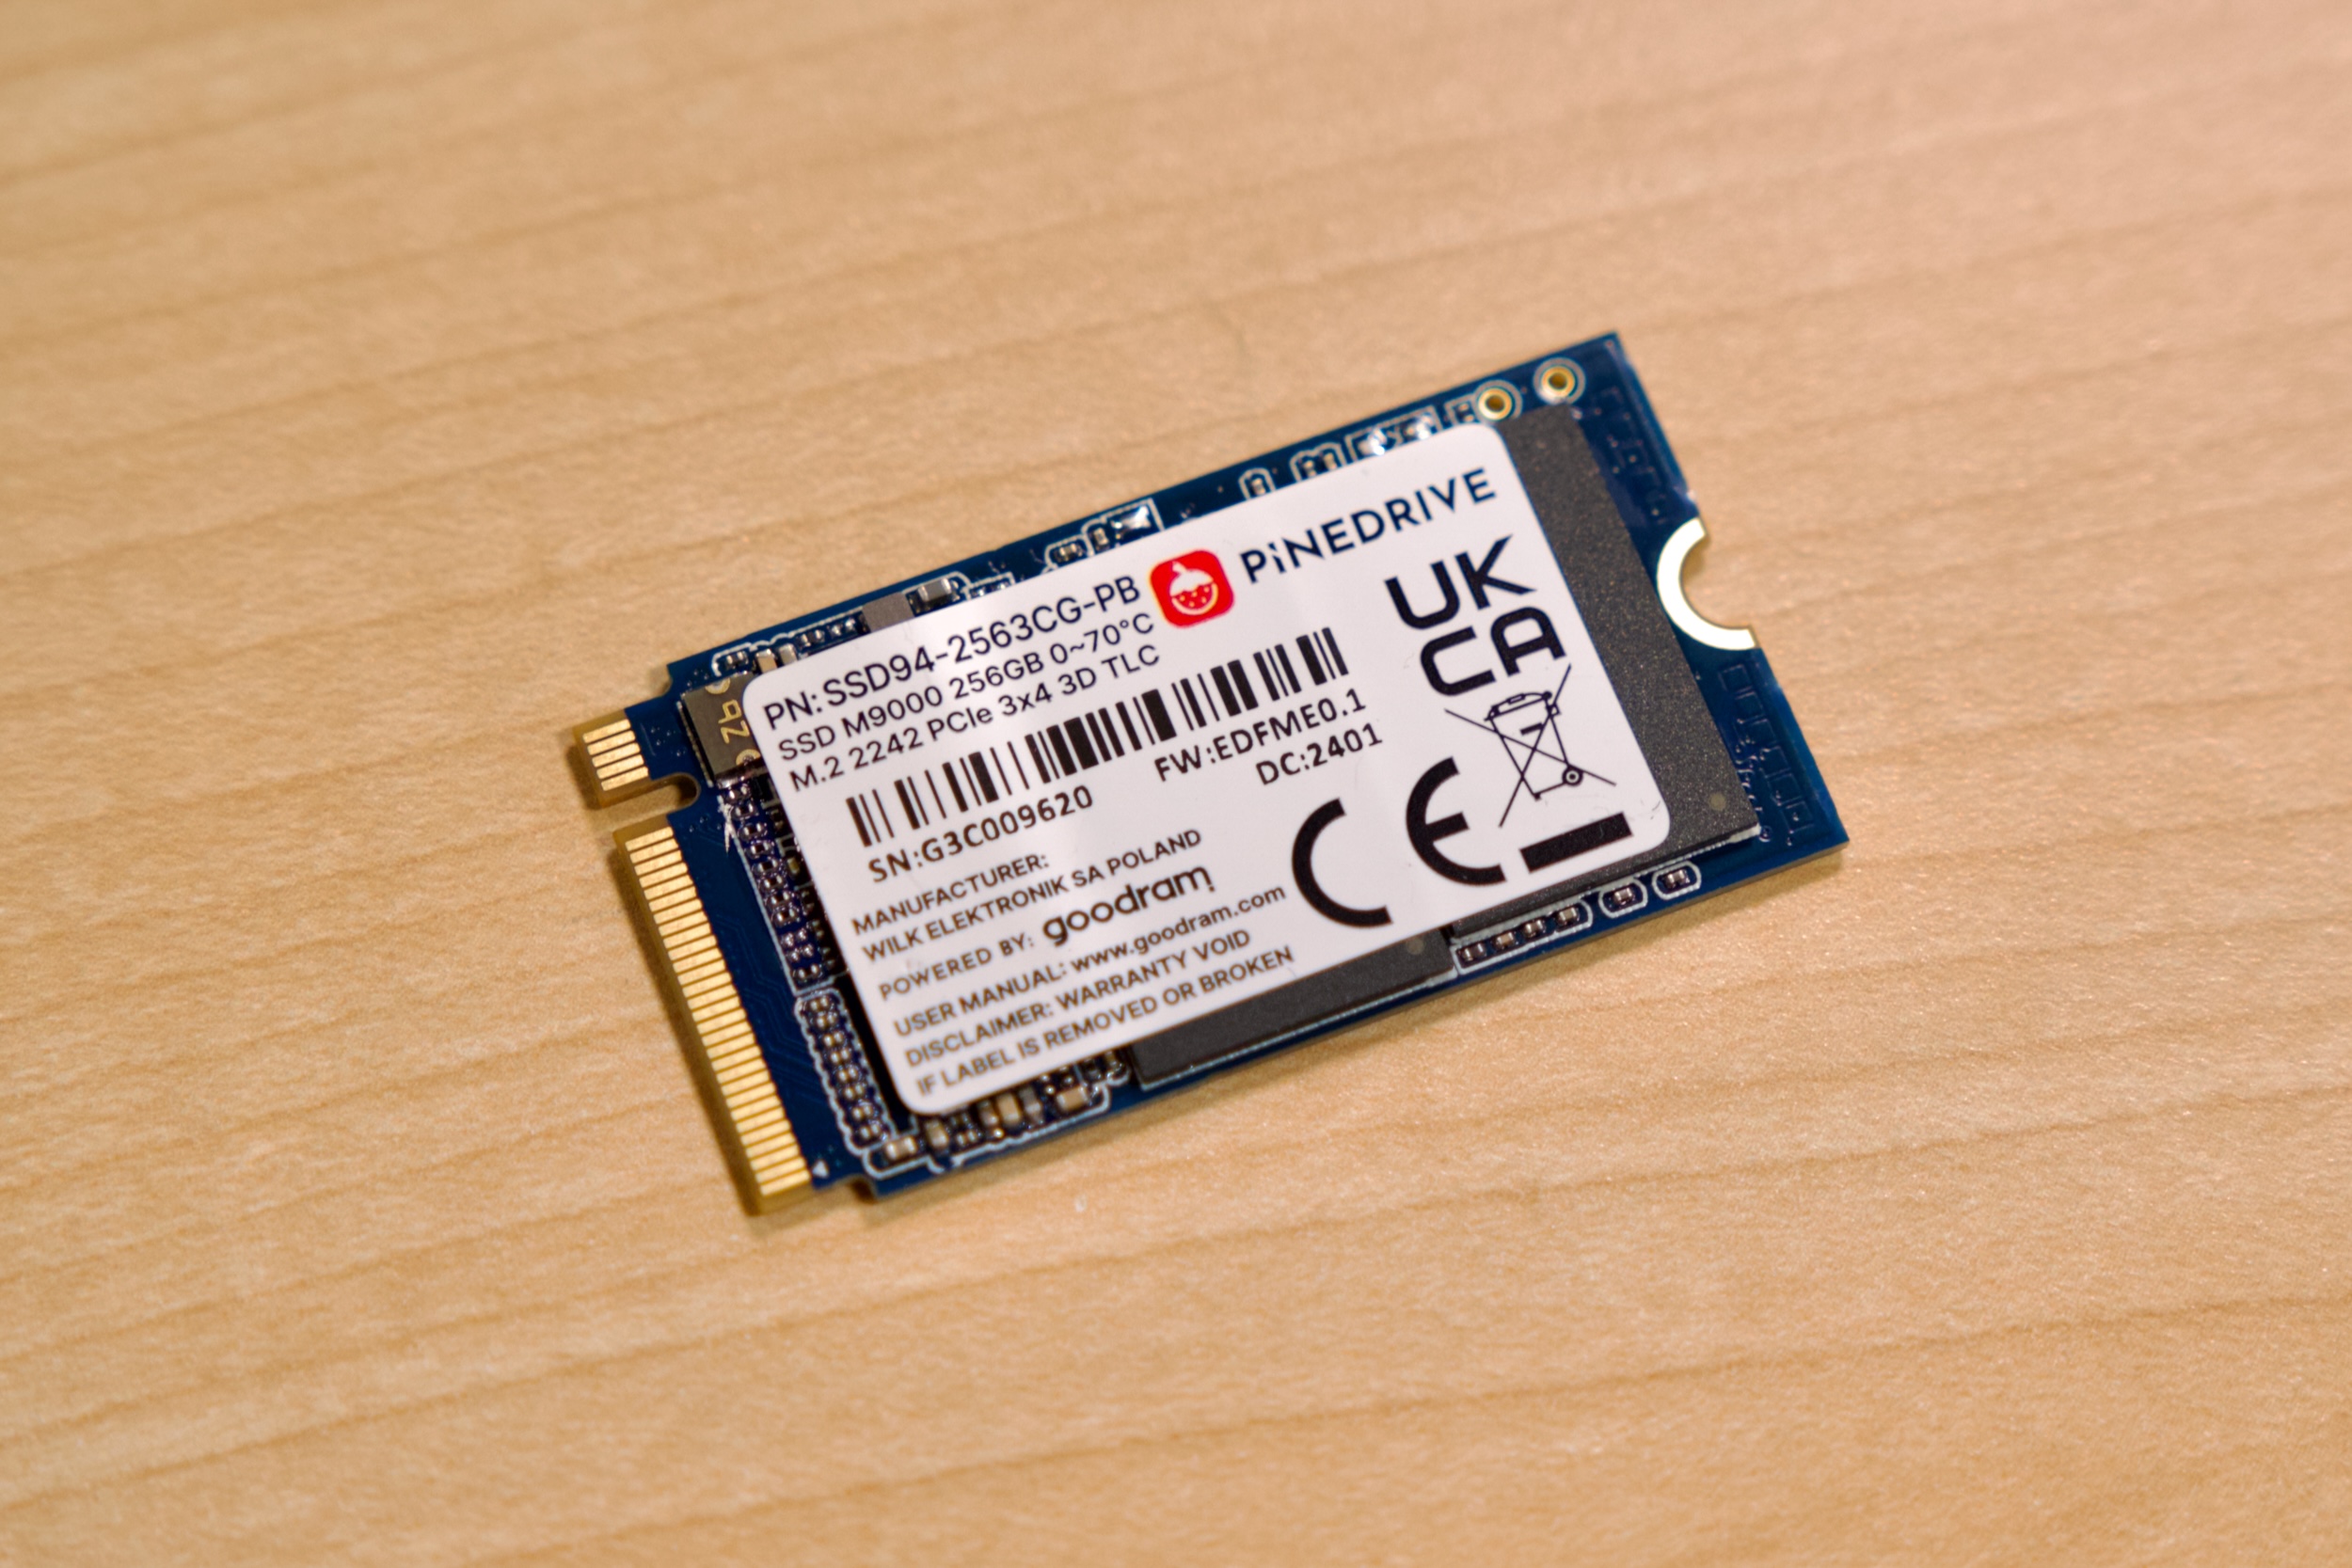 PN:SSD94-2563CG-PB
SSD M9000 256GB 0~70°C
M.2 2242 PCIe 3x4 3D TLC
PiNEDRIVE
UK
CA
SN:G3C009620
FW:EDFME0.1
DC:2401
MANUFACTURER:
WILK ELEKTRONIK SA POLAND
POWERED BY: goodram
USER MANUAL: www.goodram.com
DISCLAIMER: WARRANTY VOID
IF LABEL IS REMOVED OR BROKEN
CE